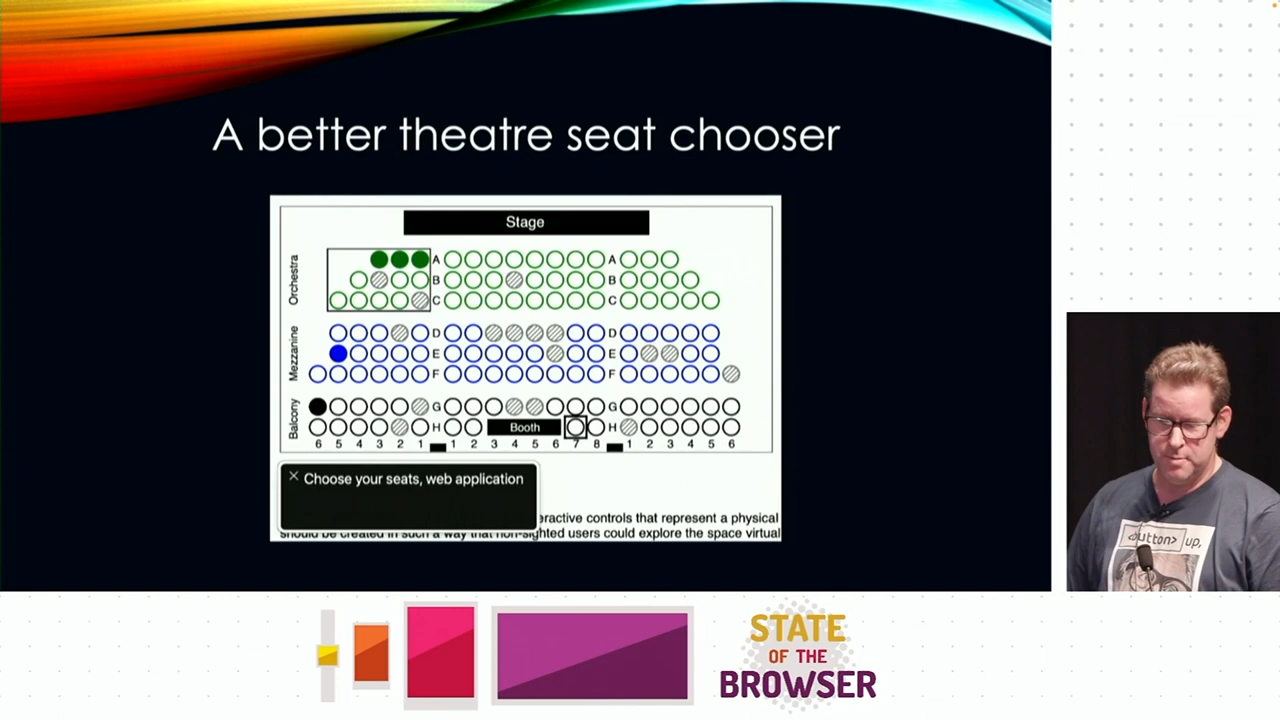 A better theatre seat chooser
Stage
Orchestra
A A
B B
C C
Mezzanine
D D
E E
F F
Balcony
G G
H Booth H
6 5 4 3 2 1 1 2 3 4 5 6 7 8 1 2 3 4 5 6
× Choose your seats, web application
eractive controls that represent a physical
should be created in such a way that non-sighted users could explore the space virtual
<button> up,
STATE
OF THE
BROWSER